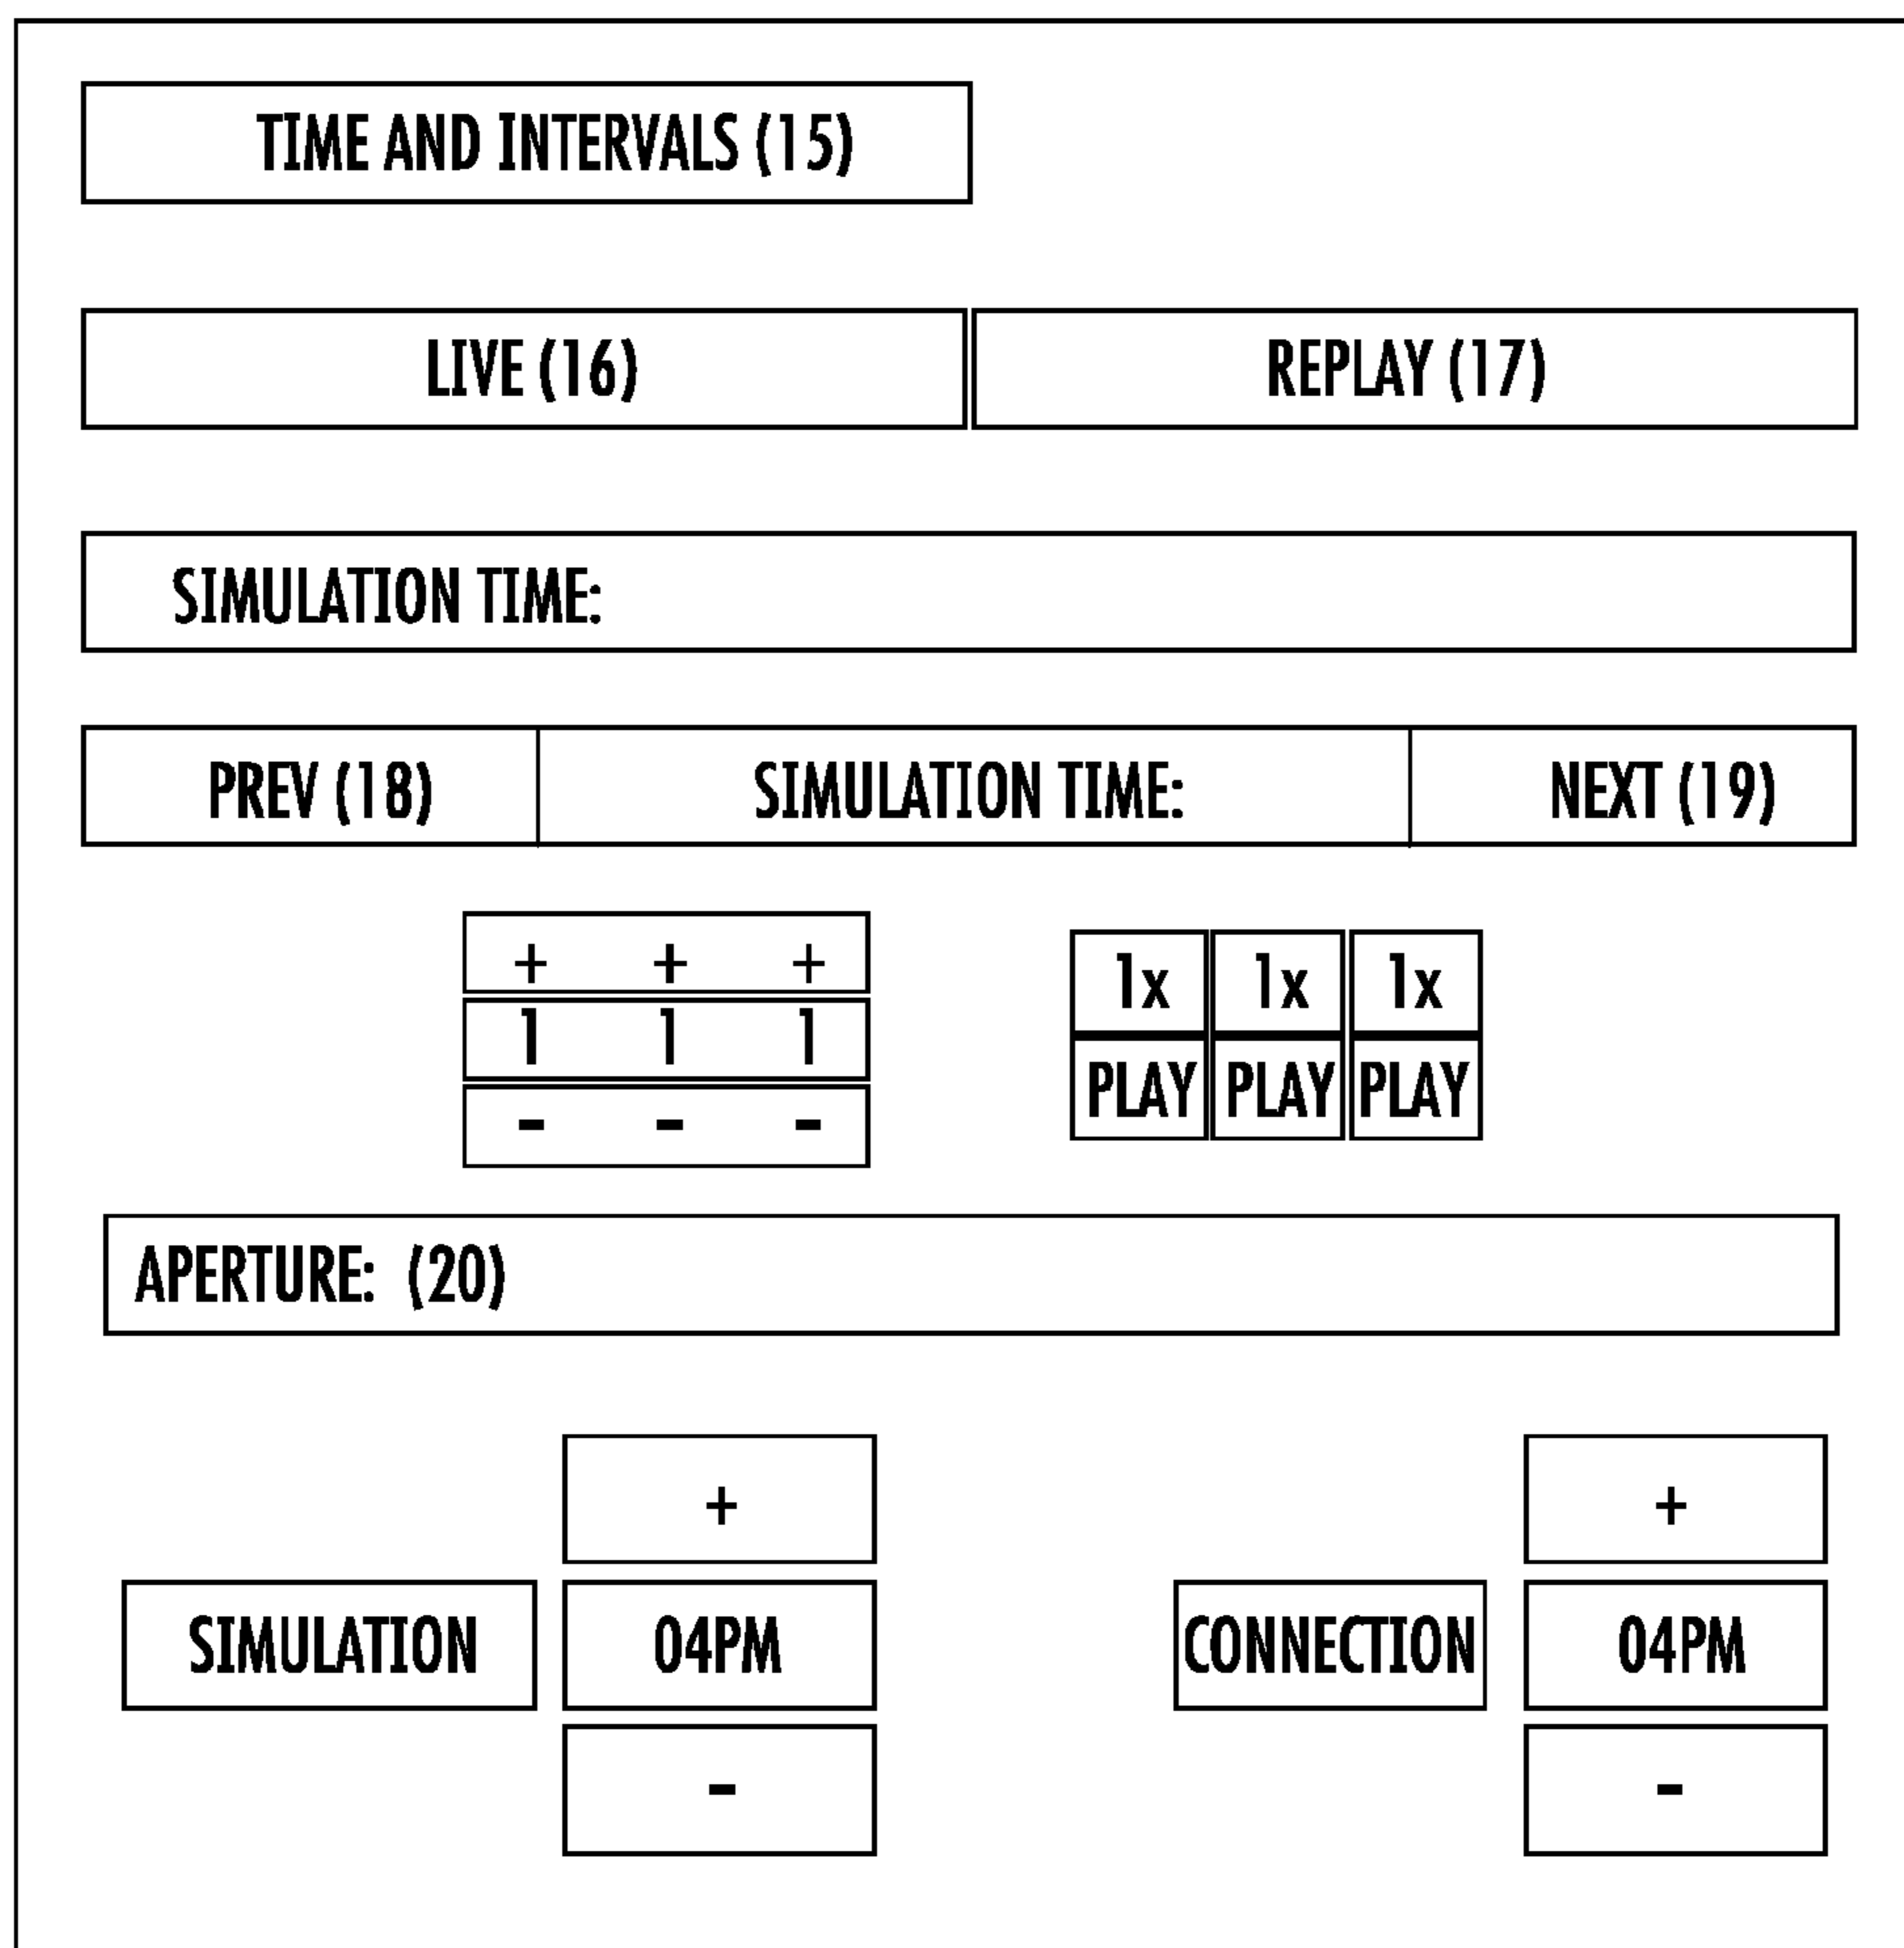 TIME AND INTERVALS (15)
LIVE (16) REPLAY (17)
SIMULATION TIME:
PREV (18) SIMULATION TIME: NEXT (19)
+ + + 
1 1 1
- - -
1x 1x 1x
PLAY PLAY PLAY
APERTURE: (20)
+ +
SIMULATION 04PM CONNECTION 04PM
- -